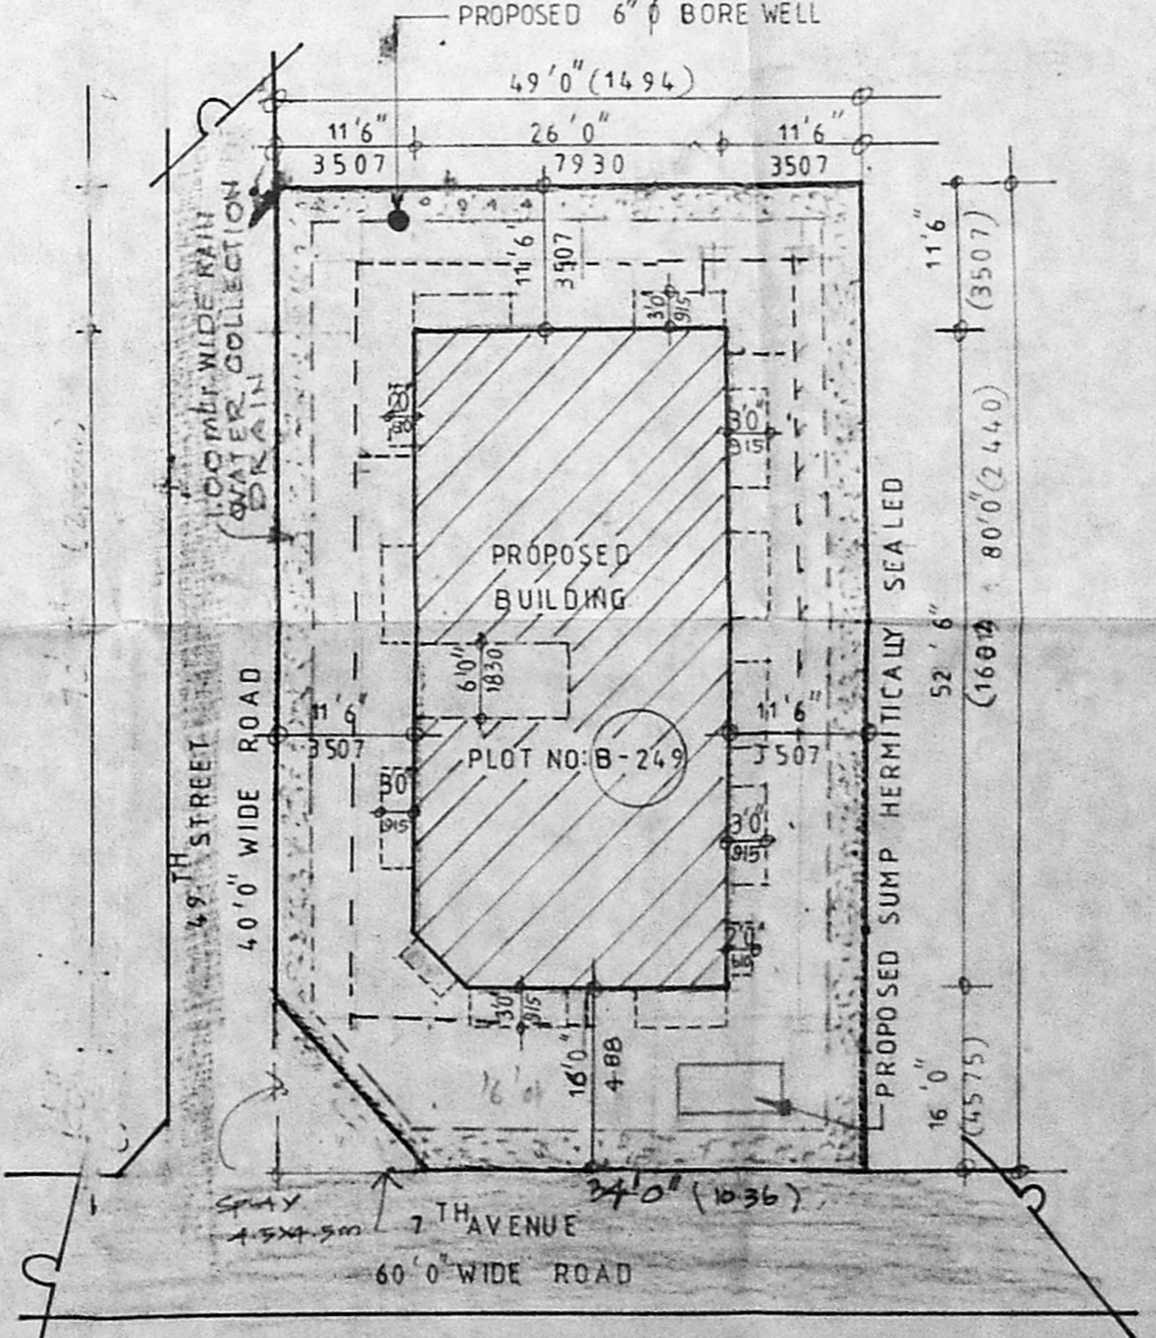 PROPOSED 6" ϕ BORE WELL
49'0" (1494)
11'6" 26'0" 11'6"
3507 7930 3507
1.00 mtr WIDE RAIN
WATER COLLECTION
DRAIN
11'6"
3507
3'0"
915
11'6"
(3507)
3'0"
915
80'0" (2440)
PROPOSED
BUILDING
6'0"
1830
52'6"
PLOT NO: B-249
11'6"
3507
11'6"
3507
49TH STREET
40'0" WIDE ROAD
3'0"
915
3'0"
915
PROPOSED SUMP HERMITICALLY SEALED
2'0"
3'0"
915
16'0"
4.88
16'0"
(4575)
34'0" (1036)
SPLAY
4.5X4.5m
7TH AVENUE
60'0" WIDE ROAD